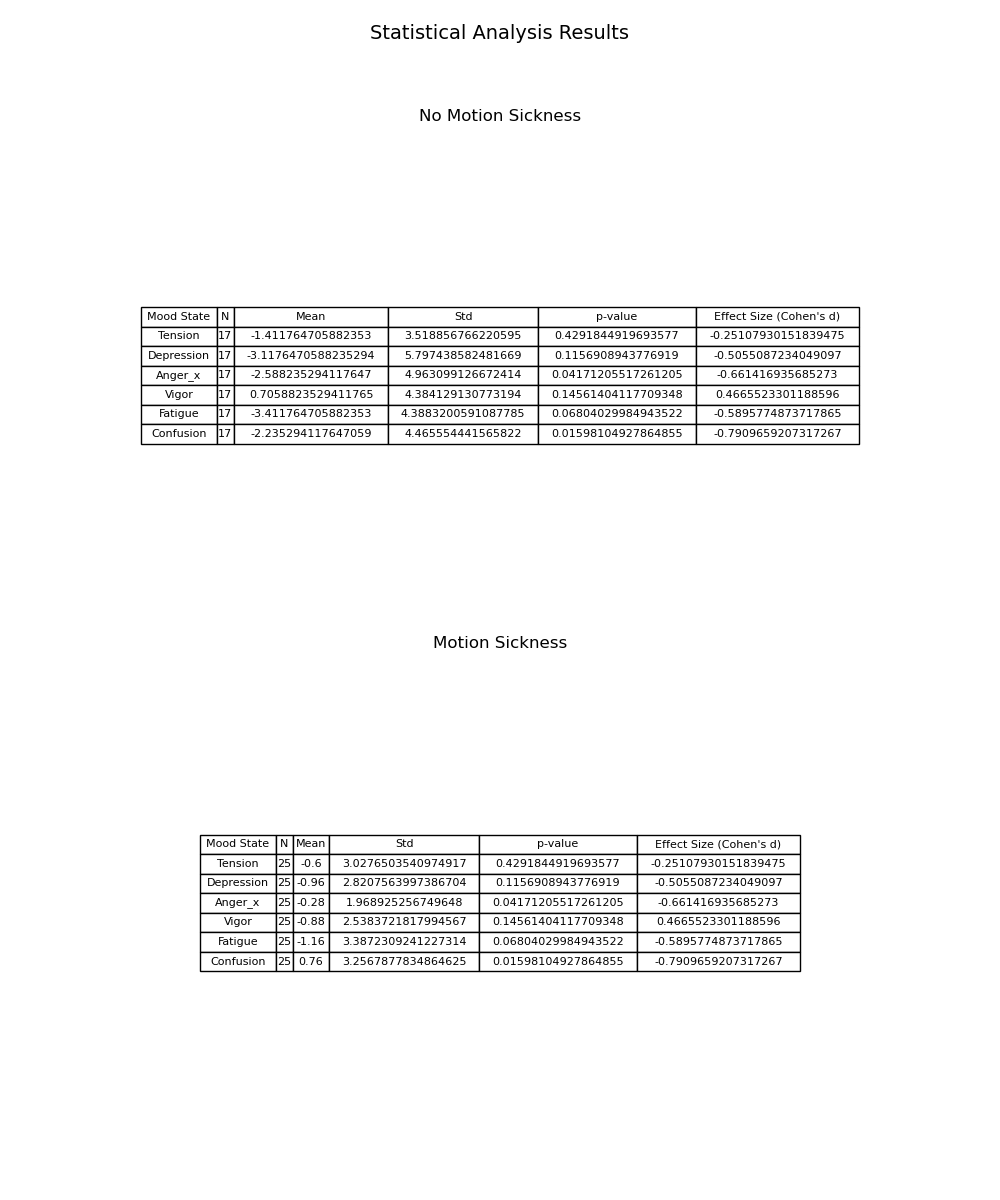 Statistical Analysis Results
No Motion Sickness
Mood State N Mean Std p-value Effect Size (Cohen's d)
Tension 17 -1.411764705882353 3.518856766220595 0.4291844919693577 -0.25107930151839475
Depression 17 -3.1176470588235294 5.797438582481669 0.1156908943776919 -0.5055087234049097
Anger_x 17 -2.588235294117647 4.963099126672414 0.04171205517261205 -0.661416935685273
Vigor 17 0.7058823529411765 4.384129130773194 0.14561404117709348 0.4665523301188596
Fatigue 17 -3.411764705882353 4.3883200591087785 0.06804029984943522 -0.5895774873717865
Confusion 17 -2.235294117647059 4.465554441565822 0.01598104927864855 -0.7909659207317267
Motion Sickness
Mood State N Mean Std p-value Effect Size (Cohen's d)
Tension 25 -0.6 3.0276503540974917 0.4291844919693577 -0.25107930151839475
Depression 25 -0.96 2.8207563997386704 0.1156908943776919 -0.5055087234049097
Anger_x 25 -0.28 1.968925256749648 0.04171205517261205 -0.661416935685273
Vigor 25 -0.88 2.5383721817994567 0.14561404117709348 0.4665523301188596
Fatigue 25 -1.16 3.3872309241227314 0.06804029984943522 -0.5895774873717865
Confusion 25 0.76 3.2567877834864625 0.01598104927864855 -0.7909659207317267